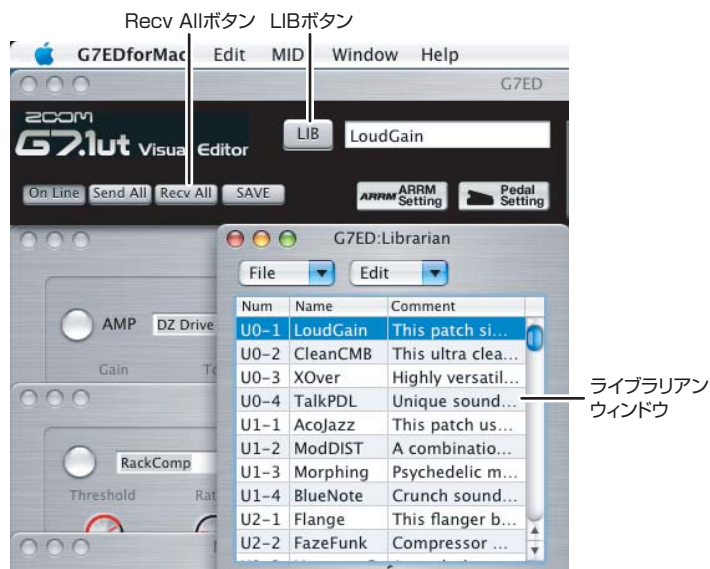 Recv Allボタン LIBボタン
G7EDforMac Edit MIDI Window Help
G7ED
ZOOM
G7.1ut Visual Editor
LIB LoudGain
On Line Send All Recv All SAVE
ARRM ARRM Setting Pedal Setting
G7ED:Librarian
File Edit
Num Name Comment
U0-1 LoudGain This patch si...
U0-2 CleanCMB This ultra clea...
U0-3 XOver Highly versatil...
U0-4 TalkPDL Unique sound...
U1-1 AcoJazz This patch us...
U1-2 ModDIST A combinatio...
U1-3 Morphing Psychedelic m...
U1-4 BlueNote Crunch sound...
U2-1 Flange This flanger b...
U2-2 FazeFunk Compressor ...
AMP DZ Drive
Gain
RackComp
Threshold
ライブラリアン
ウィンドウ